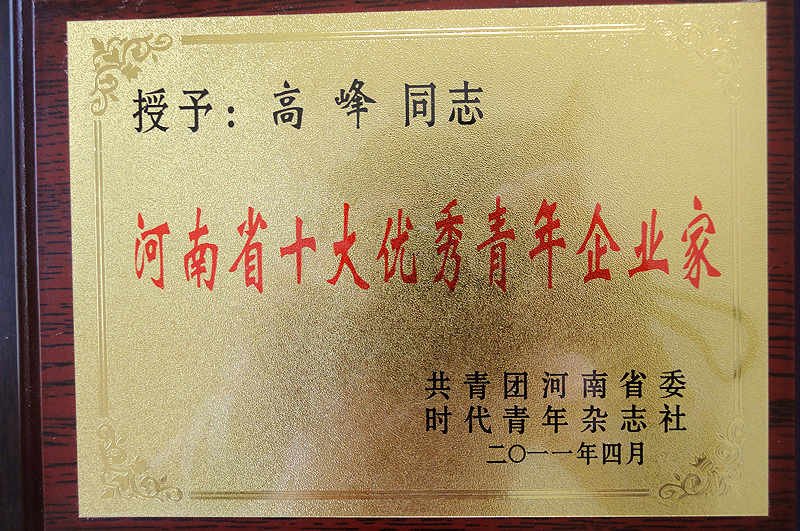 授予：高峰 同志
河南省十大优秀青年企业家
共青团河南省委
时代青年杂志社
二〇一一年四月